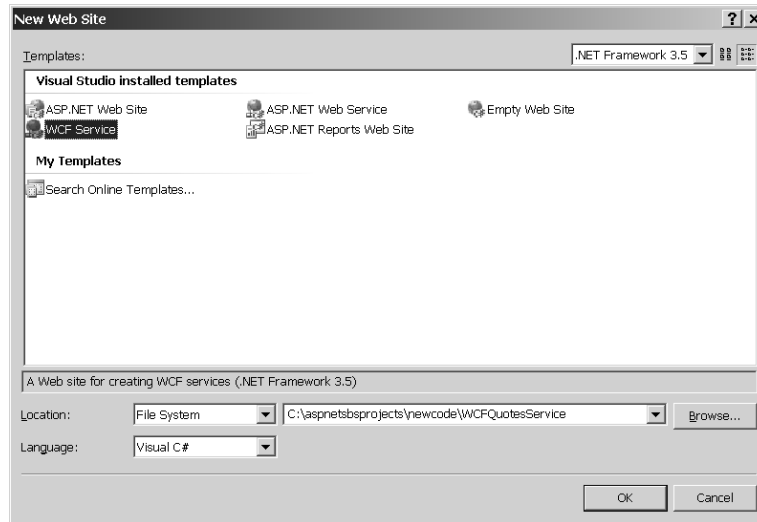 New Web Site
Templates:
.NET Framework 3.5
Visual Studio installed templates
ASP.NET Web Site
ASP.NET Web Service
Empty Web Site
WCF Service
ASP.NET Reports Web Site
My Templates
Search Online Templates...
A Web site for creating WCF services (.NET Framework 3.5)
Location:
File System
C:\aspnetsbsprojects\newcode\WCFQuotesService
Browse...
Language:
Visual C#
OK
Cancel